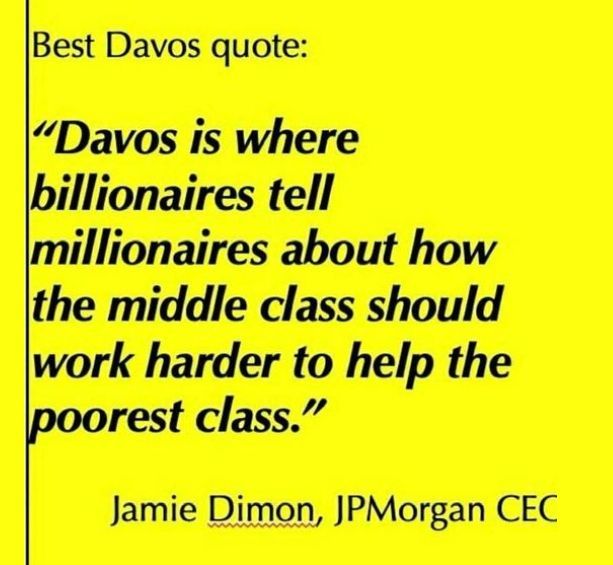 Best Davos quote:
“Davos is where
billionaires tell
millionaires about how
the middle class should
work harder to help the
poorest class.”
Jamie Dimon, JPMorgan CEO